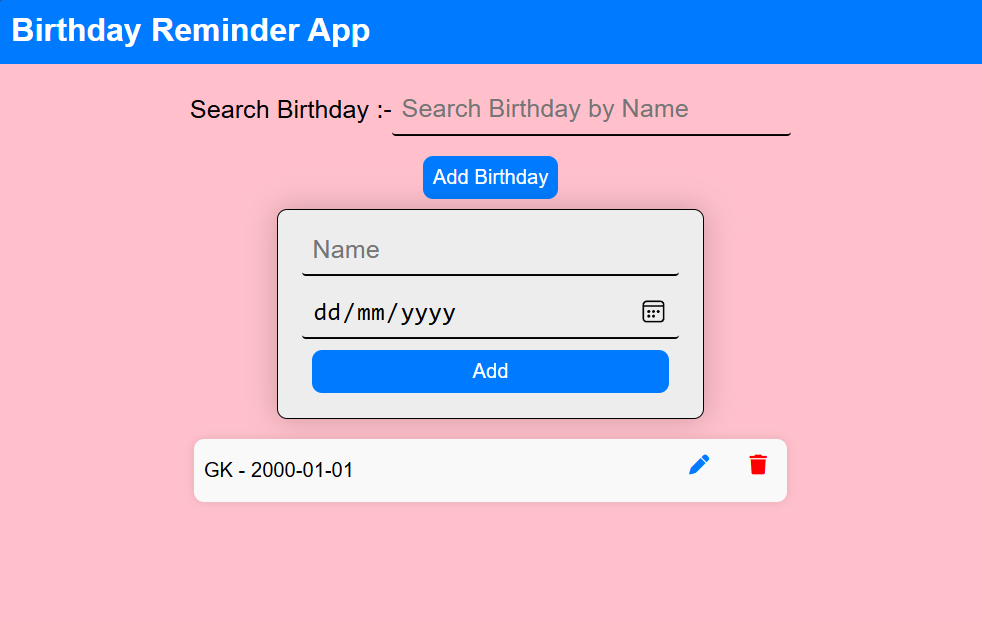 Birthday Reminder App
Search Birthday :- Search Birthday by Name
Add Birthday
Name
dd/mm/yyyy
Add
GK - 2000-01-01